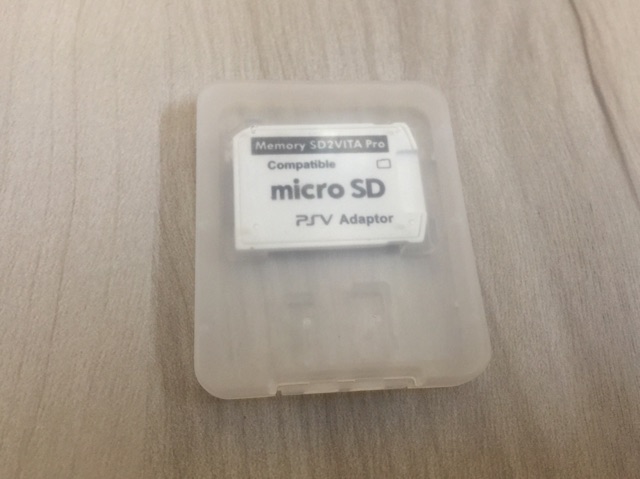 Memory SD2VITA Pro
Compatible
micro SD
PSV Adaptor